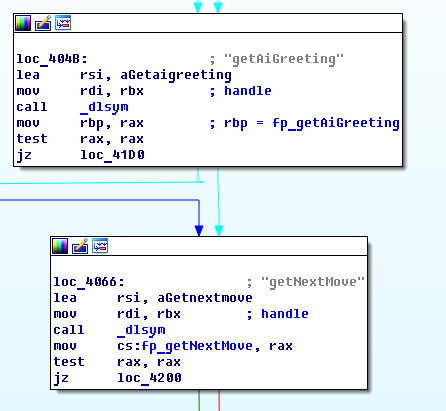 loc_404B: ; "getAiGreeting"
lea rsi, aGetaigreeting
mov rdi, rbx ; handle
call _dlsym
mov rbp, rax ; rbp = fp_getAiGreeting
test rax, rax
jz loc_41D0
loc_4066: ; "getNextMove"
lea rsi, aGetnextmove
mov rdi, rbx ; handle
call _dlsym
mov cs:fp_getNextMove, rax
test rax, rax
jz loc_4200